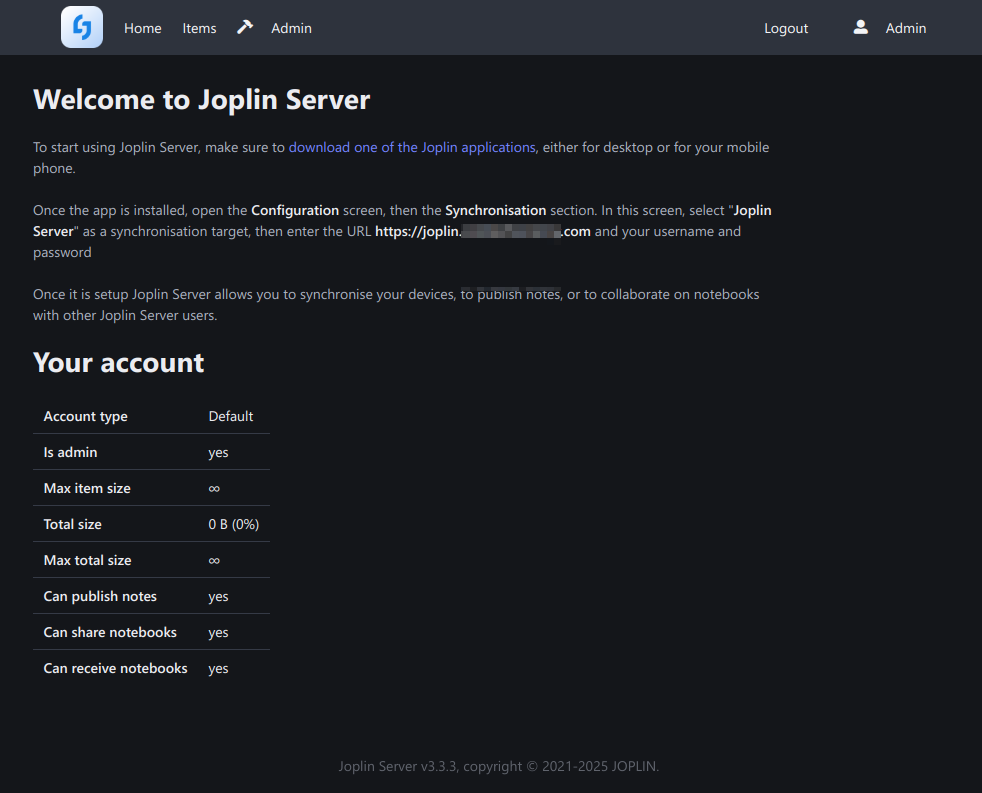 Home Items Admin Logout Admin
Welcome to Joplin Server
To start using Joplin Server, make sure to download one of the Joplin applications, either for desktop or for your mobile
phone.
Once the app is installed, open the Configuration screen, then the Synchronisation section. In this screen, select "Joplin
Server" as a synchronisation target, then enter the URL https://joplin. .com and your username and
password
Once it is setup Joplin Server allows you to synchronise your devices, to publish notes, or to collaborate on notebooks
with other Joplin Server users.
Your account
Account type Default
Is admin yes
Max item size ∞
Total size 0 B (0%)
Max total size ∞
Can publish notes yes
Can share notebooks yes
Can receive notebooks yes
Joplin Server v3.3.3, copyright © 2021-2025 JOPLIN.